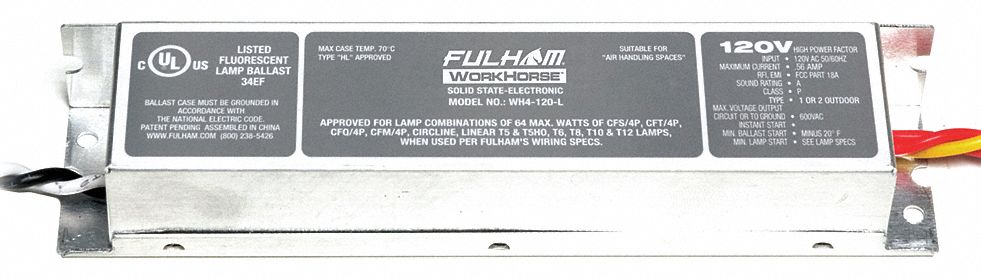 C UL US
LISTED
FLUORESCENT
LAMP BALLAST
34EF
BALLAST CASE MUST BE GROUNDED IN
ACCORDANCE WITH
THE NATIONAL ELECTRIC CODE.
PATENT PENDING ASSEMBLED IN CHINA
WWW.FULHAM.COM (800) 238-5426
MAX CASE TEMP. 70°C
TYPE "HL" APPROVED
FULHAM
WORKHORSE
SOLID STATE-ELECTRONIC
MODEL NO.: WH4-120-L
SUITABLE FOR
"AIR HANDLING SPACES"
APPROVED FOR LAMP COMBINATIONS OF 64 MAX. WATTS OF CFS/4P, CFT/4P,
CFQ/4P, CFM/4P, CIRCLINE, LINEAR T5 & T5HO, T6, T8, T10 & T12 LAMPS,
WHEN USED PER FULHAM'S WIRING SPECS.
120V HIGH POWER FACTOR
INPUT • 120V AC 50/60HZ
MAXIMUM CURRENT • .56 AMP
RFI, EMI • FCC PART 18A
SOUND RATING • A
CLASS • P
TYPE • 1 OR 2 OUTDOOR
MAX. VOLTAGE OUTPUT
CIRCUIT OR TO GROUND • 600VAC
INSTANT START •
MIN. BALLAST START • MINUS 20° F
MIN. LAMP START • SEE LAMP SPECS